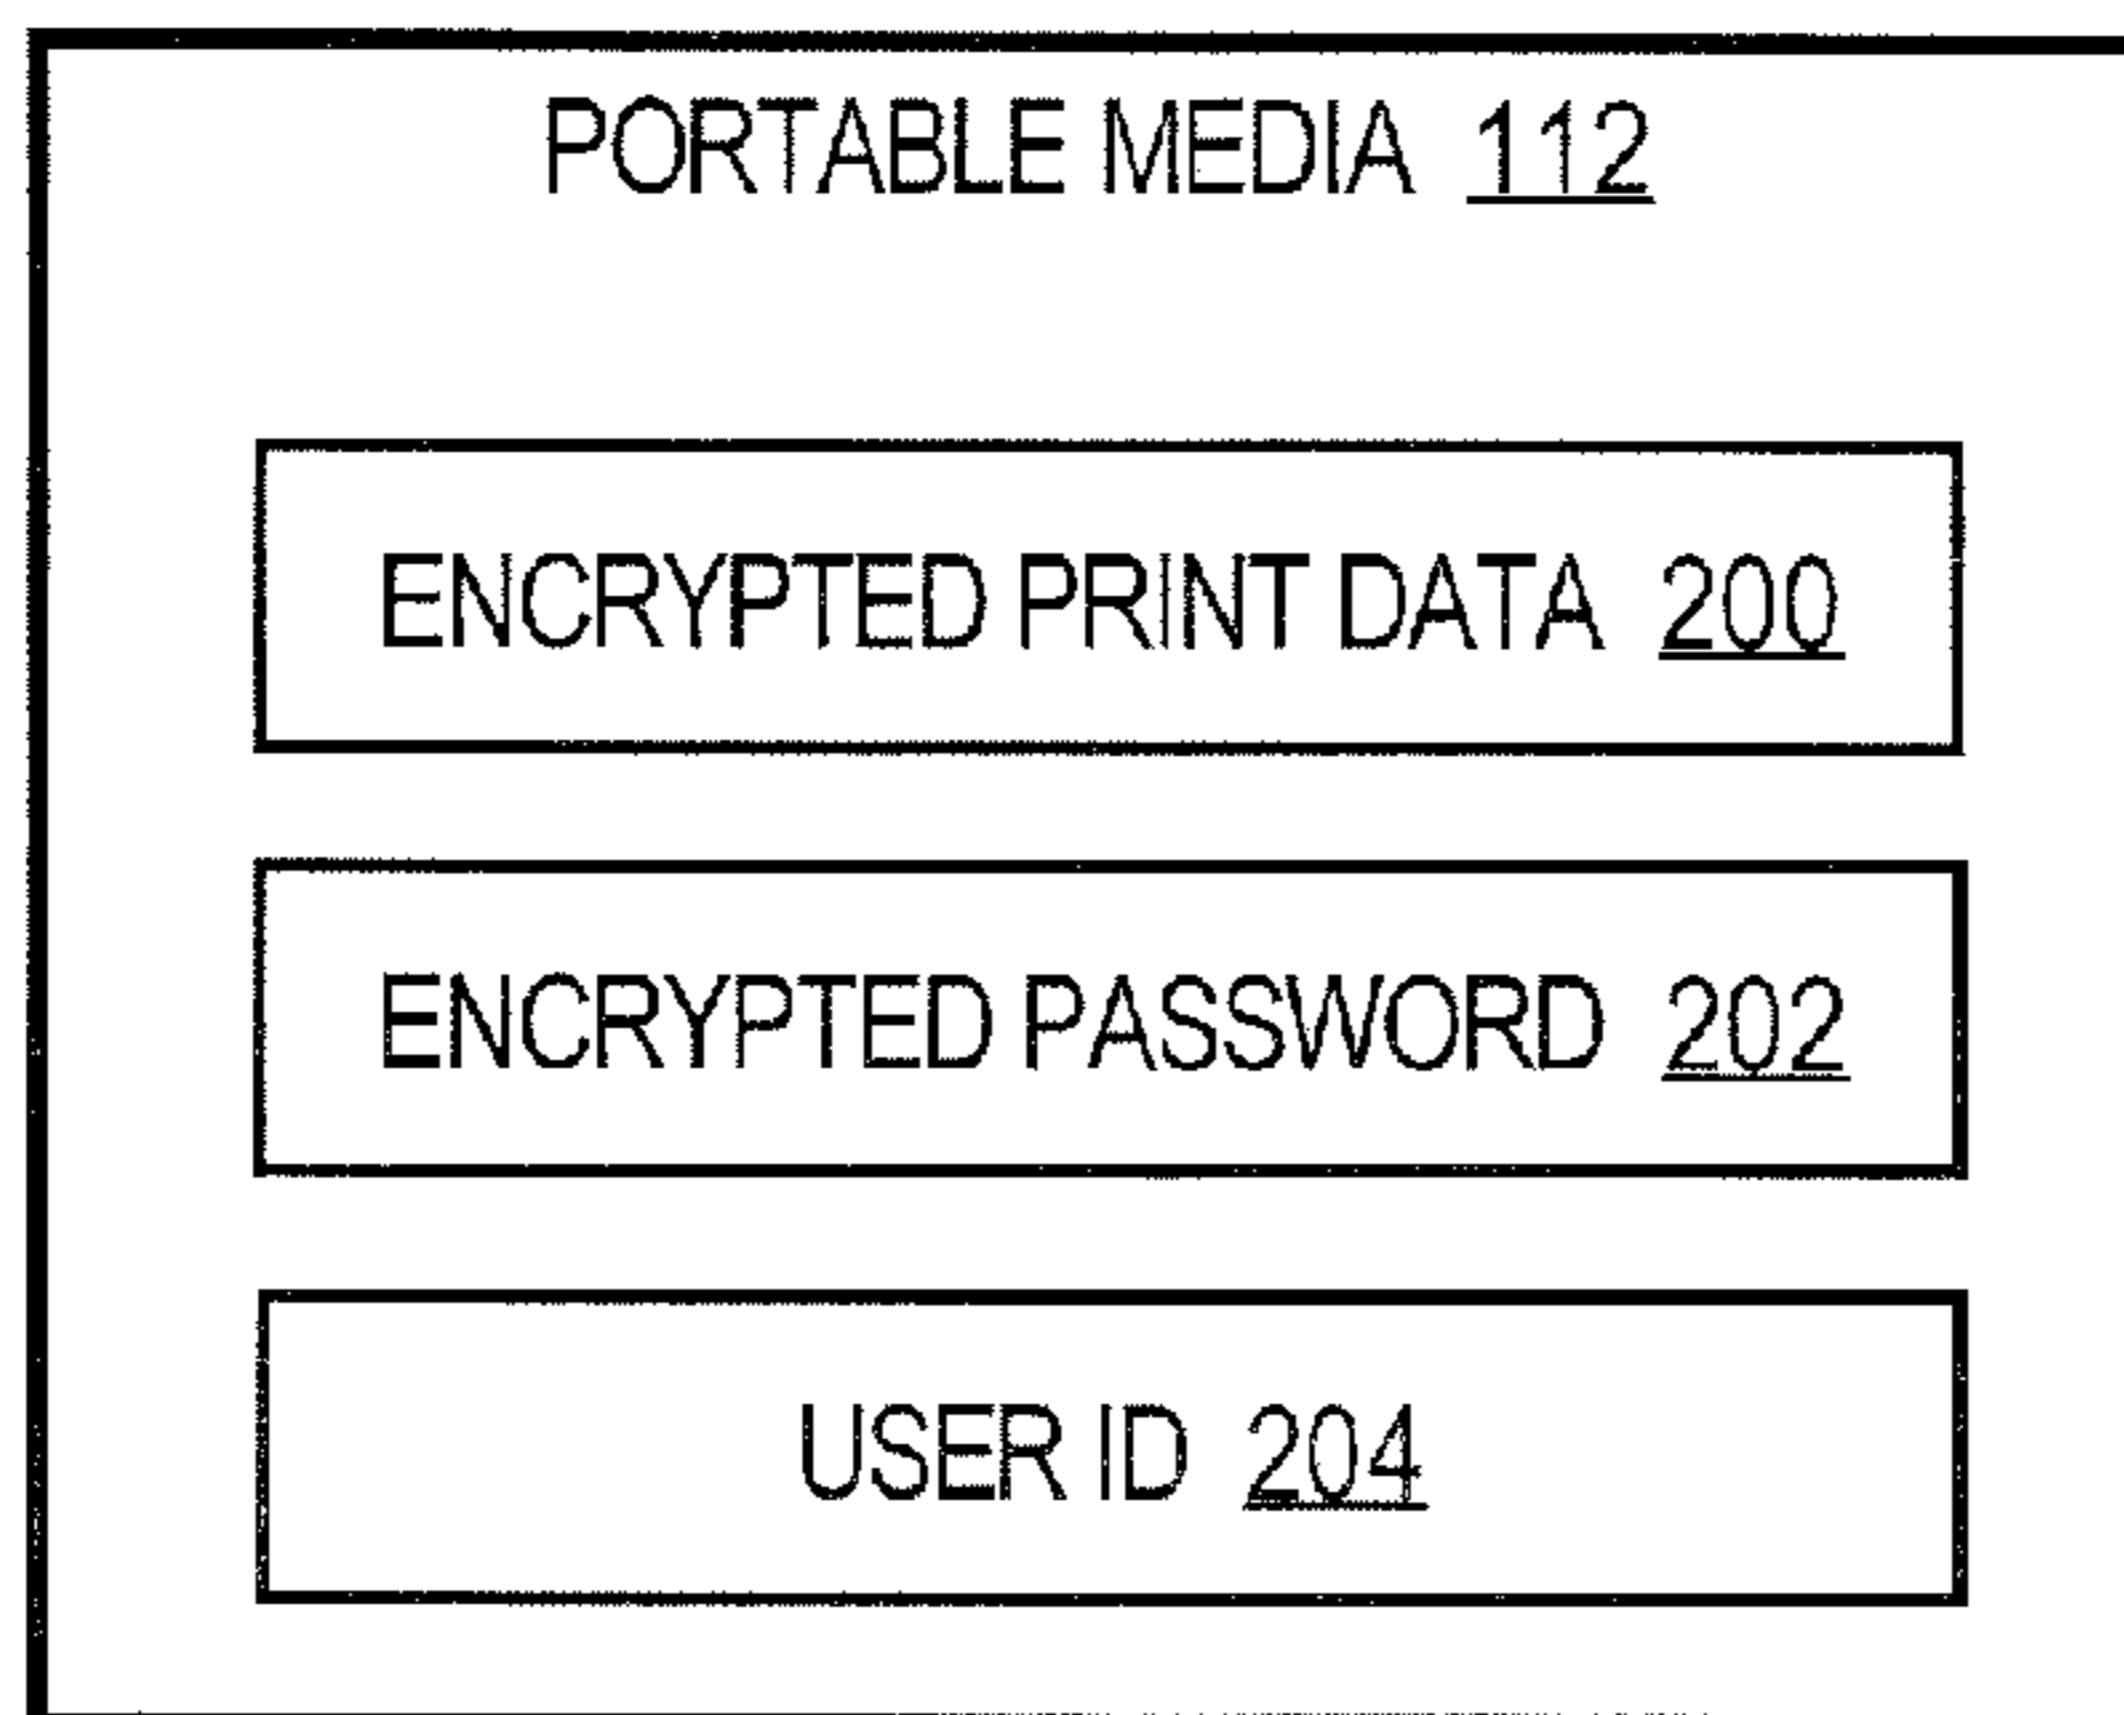 PORTABLE MEDIA 112
ENCRYPTED PRINT DATA 200
ENCRYPTED PASSWORD 202
USER ID 204